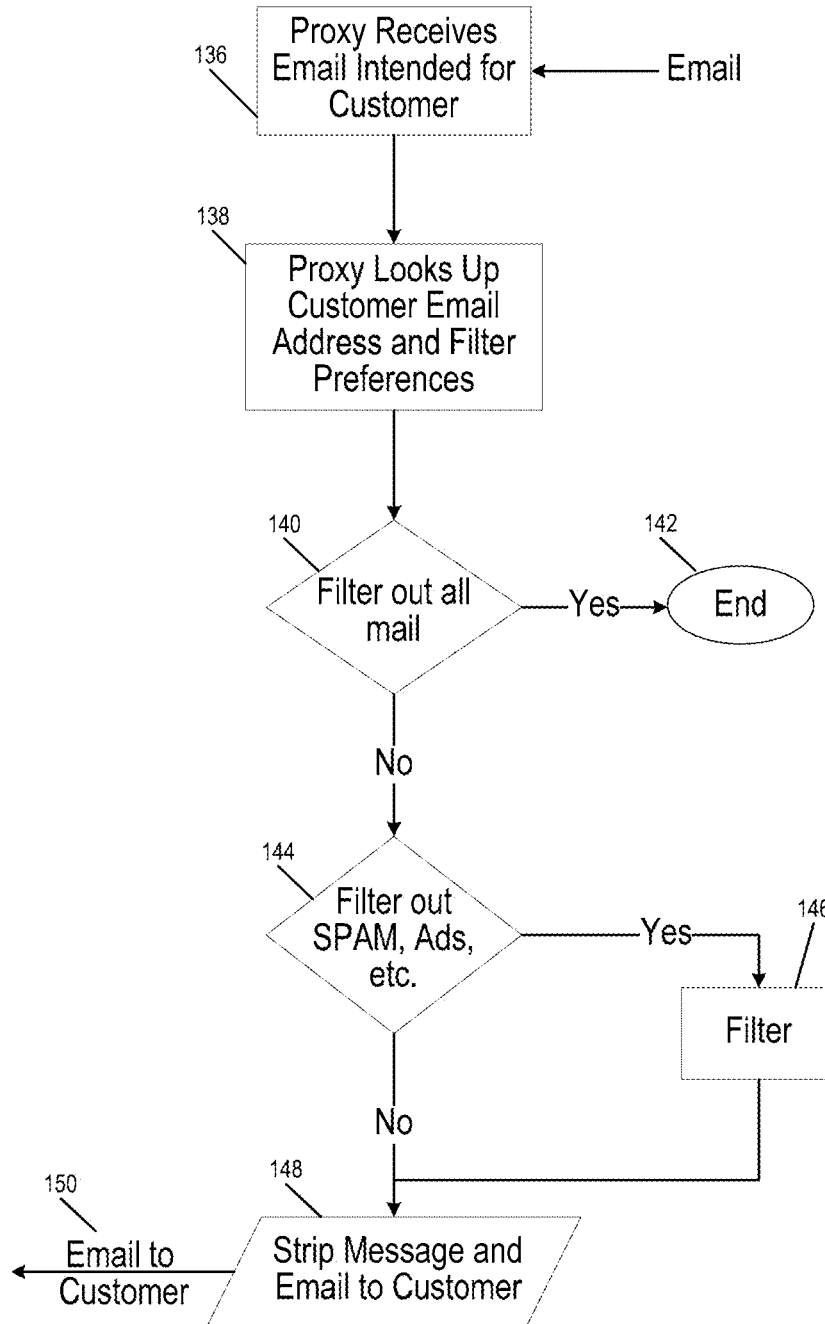 Proxy Receives
Email Intended for
Customer
136
Email
138
Proxy Looks Up
Customer Email
Address and Filter
Preferences
140
Filter out all
mail
Yes
142
End
No
144
Filter out
SPAM, Ads,
etc.
Yes
146
Filter
No
148
Strip Message and
Email to Customer
150
Email to
Customer